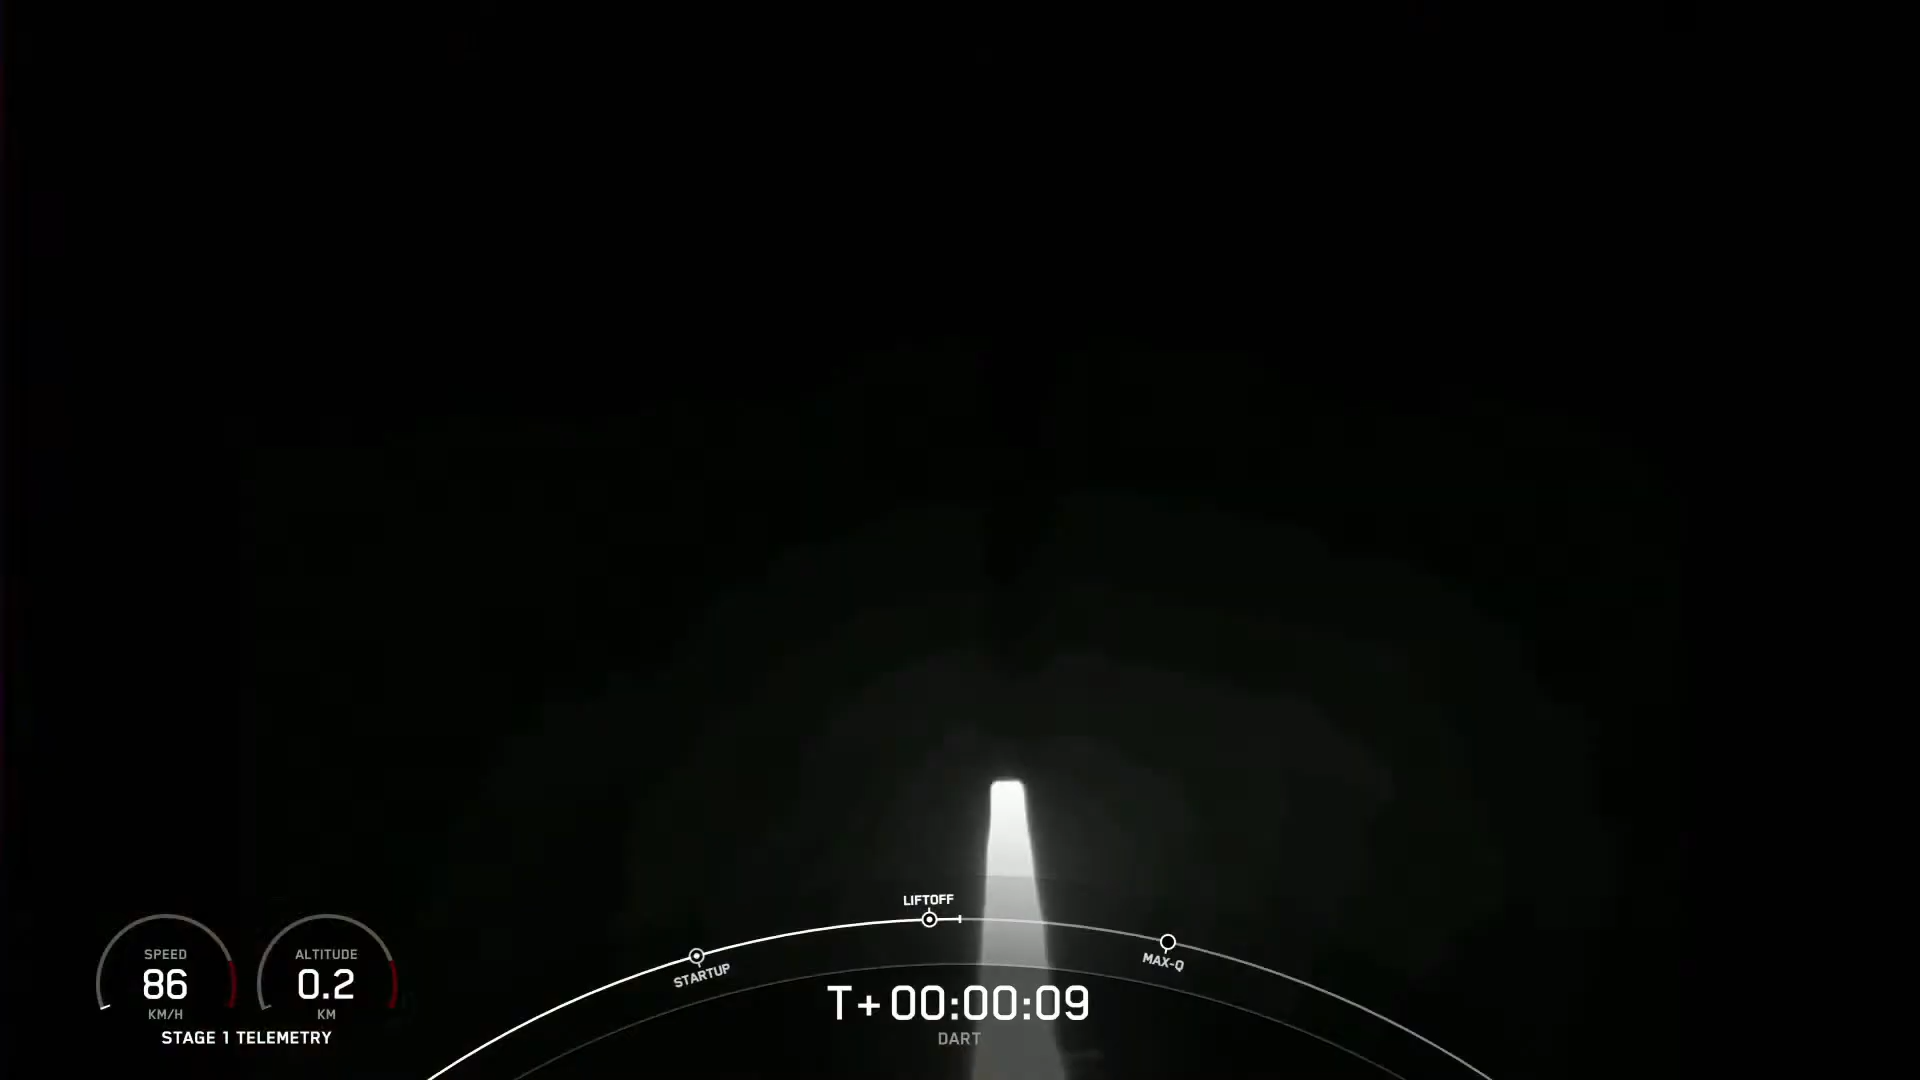 LIFTOFF
STARTUP
MAX-Q
SPEED
86
KM/H
ALTITUDE
0.2
KM
STAGE 1 TELEMETRY
T+00:00:09
DART